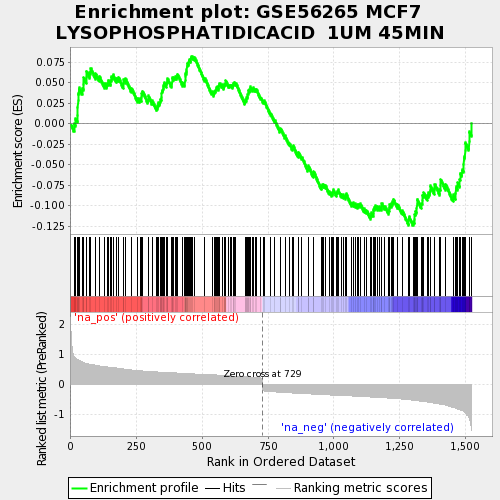 Enrichment plot: GSE56265 MCF7
LYSOPHOSPHATIDICACID  1UM 45MIN
Enrichment score (ES)
0.075
0.050
0.025
0.000
-0.025
-0.050
-0.075
-0.100
-0.125
'na_pos' (positively correlated)
Ranked list metric (PreRanked)
2
1
0
-1
Zero cross at 729
'na_neg' (negatively correlated)
0
250
500
750
1,000
1,250
1,500
Rank in Ordered Dataset
Enrichment profile
Hits
Ranking metric scores